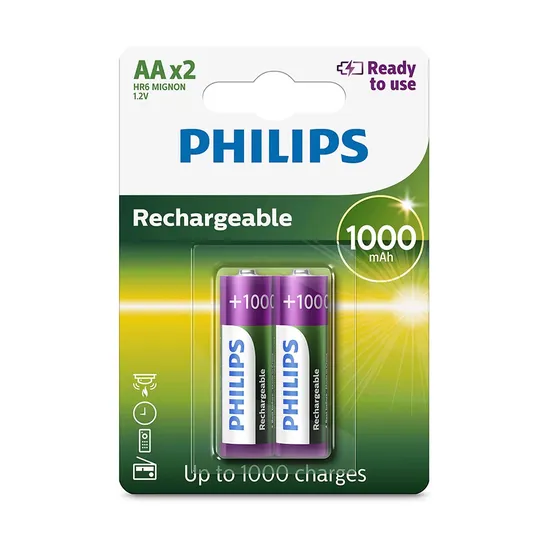 AA x2
HR6 MIGNON
1.2V
Ready
to use
PHILIPS
Rechargeable
1000
mAh
+1000
+1000
PHILIPS
Rechargeable
PHILIPS
Rechargeable
Up to 1000 charges